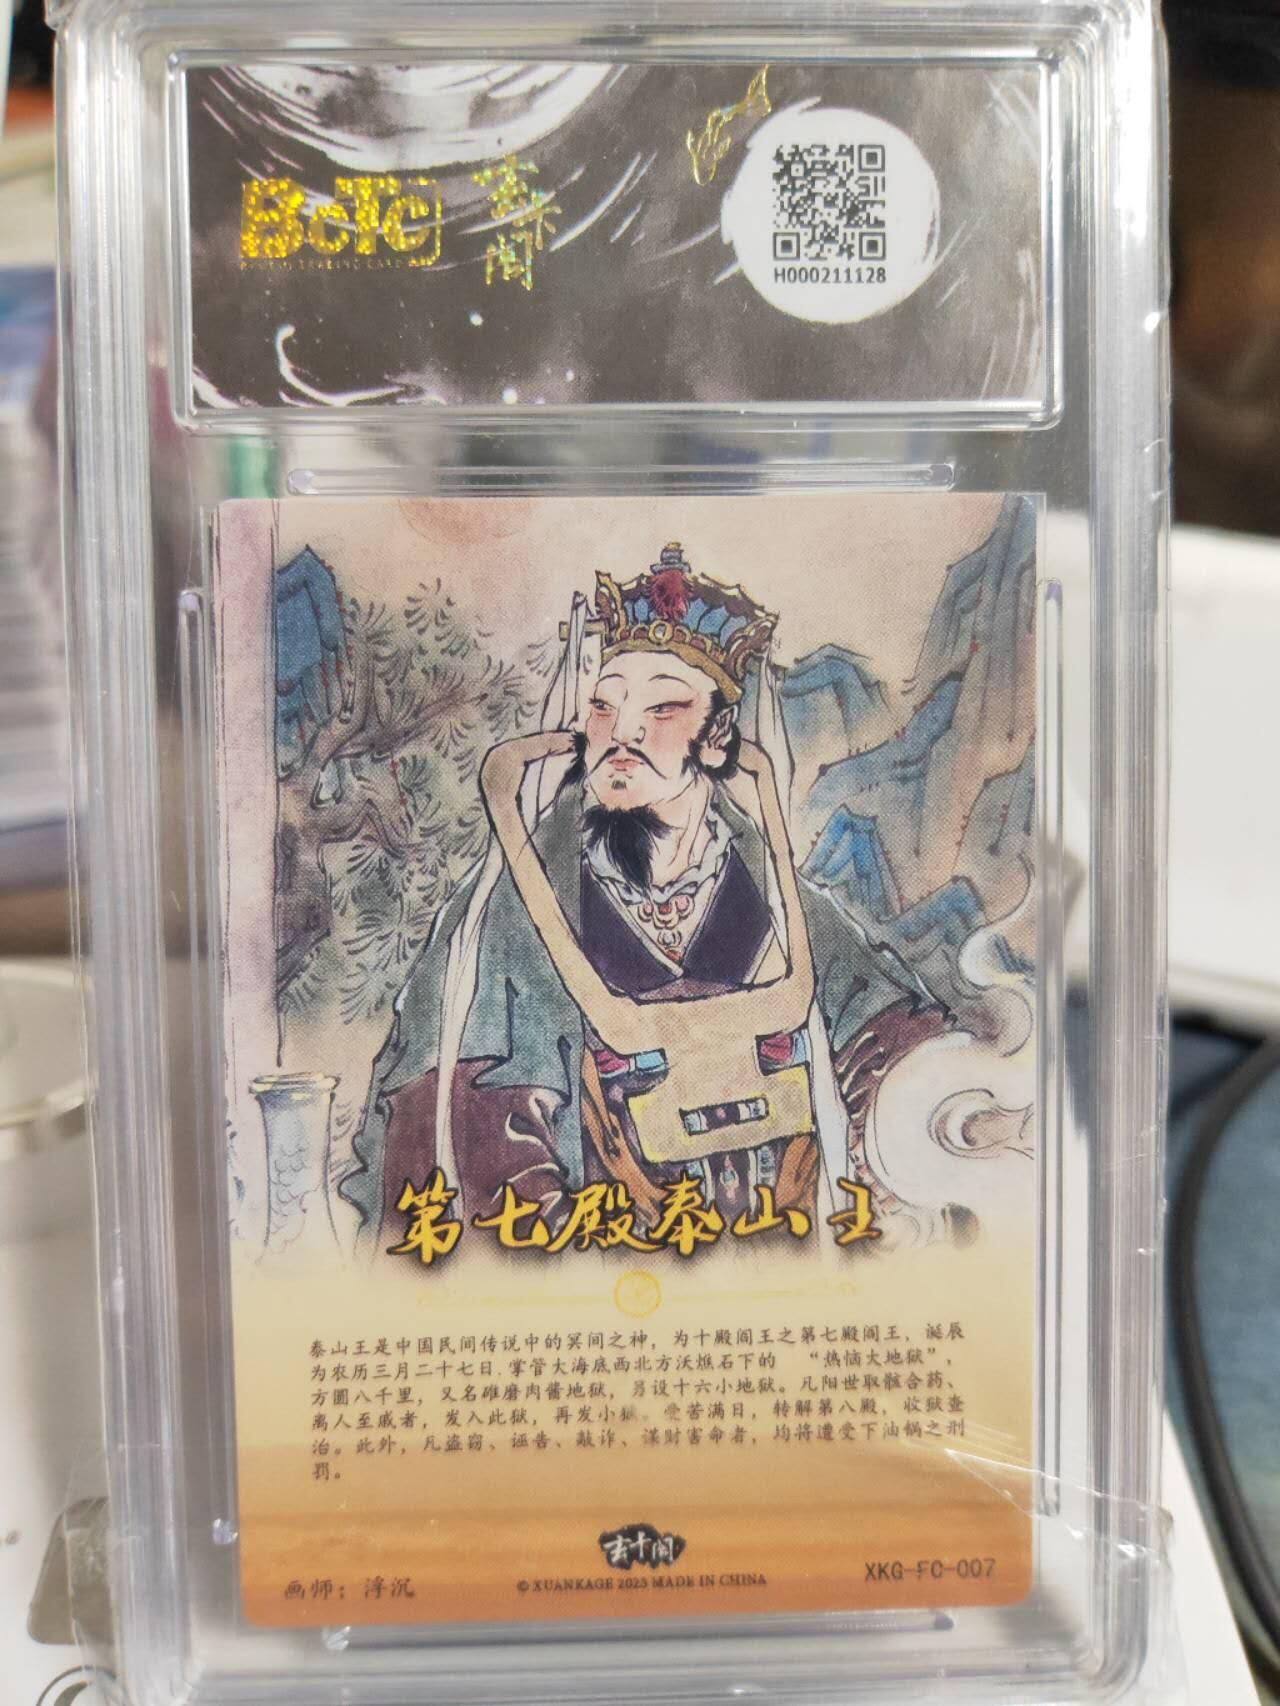 BcTc
玄卡阁
H000211128
第七殿泰山王
泰山王是中国民间传说中的冥间之神，为十殿阎王之第七殿阎王，诞辰
为农历三月二十七日.掌管大海底西北方沃燋石下的 “热恼大地狱”，
方圆八千里，又名碓磨肉酱地狱，另设十六小地狱。凡阳世取骸合药、
离人至戚者，发入此狱，再发小狱。受苦满日，转解第八殿，收狱查
治。此外，凡盗窃、诬告、敲诈、谋财害命者，均将遭受下油锅之刑
罚。
玄卡阁
画师：浮沉
© XUANKAGE 2023 MADE IN CHINA
XKG-FC-007